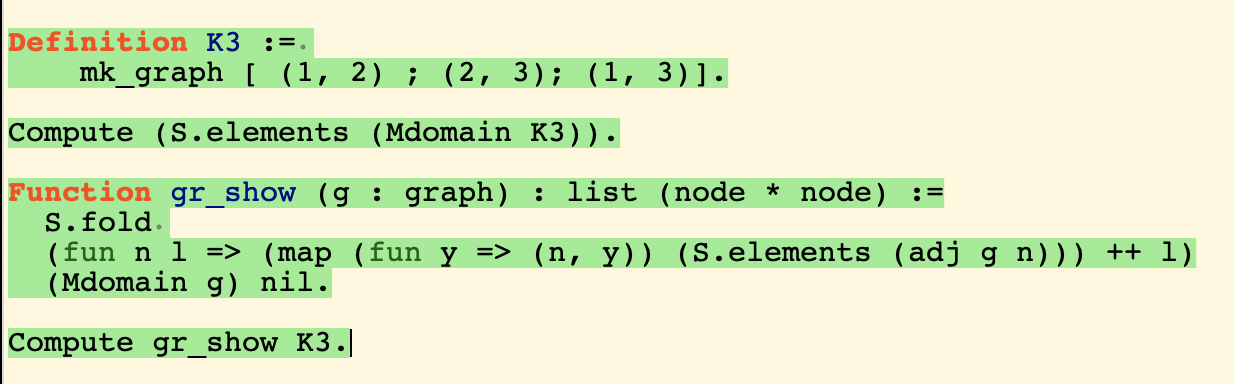 Definition K3 :=
    mk_graph [ (1, 2) ; (2, 3); (1, 3)].
Compute (S.elements (Mdomain K3)).
Function gr_show (g : graph) : list (node * node) :=
  S.fold
  (fun n l => (map (fun y => (n, y)) (S.elements (adj g n))) ++ l)
  (Mdomain g) nil.
Compute gr_show K3.